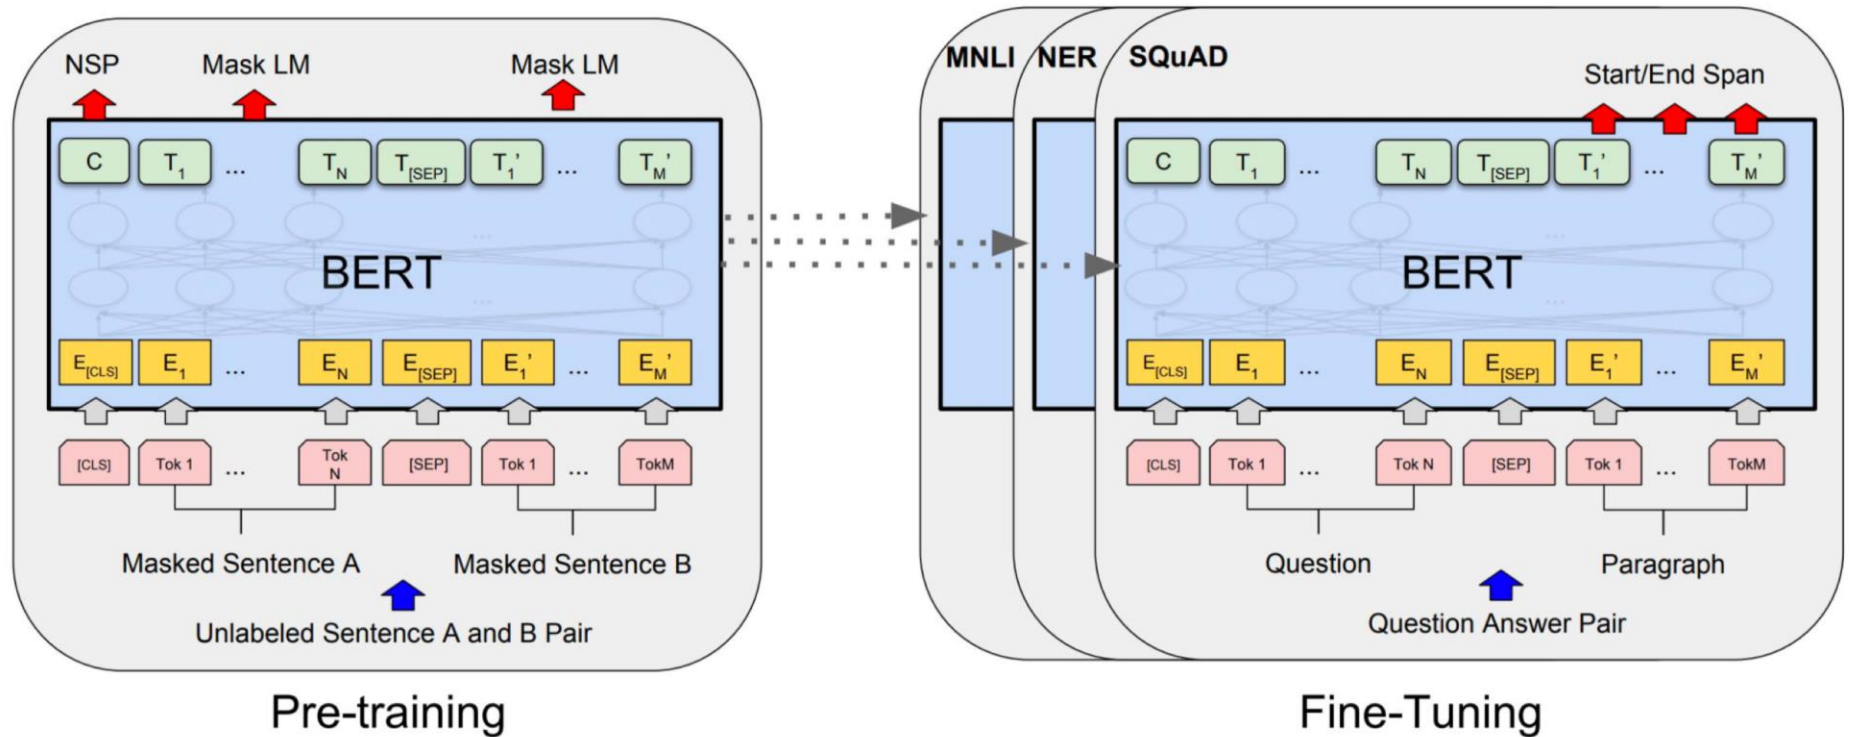 NSP Mask LM Mask LM
C T1 ... TN T[SEP] T1’ ... TM’
...
BERT
...
E[CLS] E1 ... EN E[SEP] E1’ ... EM’
[CLS] Tok 1 ... Tok N [SEP] Tok 1 ... TokM
Masked Sentence A Masked Sentence B
Unlabeled Sentence A and B Pair
Pre-training
MNLI NER SQuAD
Start/End Span
C T1 ... TN T[SEP] T1’ ... TM’
...
BERT
...
E[CLS] E1 ... EN E[SEP] E1’ ... EM’
[CLS] Tok 1 ... Tok N [SEP] Tok 1 ... TokM
Question Paragraph
Question Answer Pair
Fine-Tuning